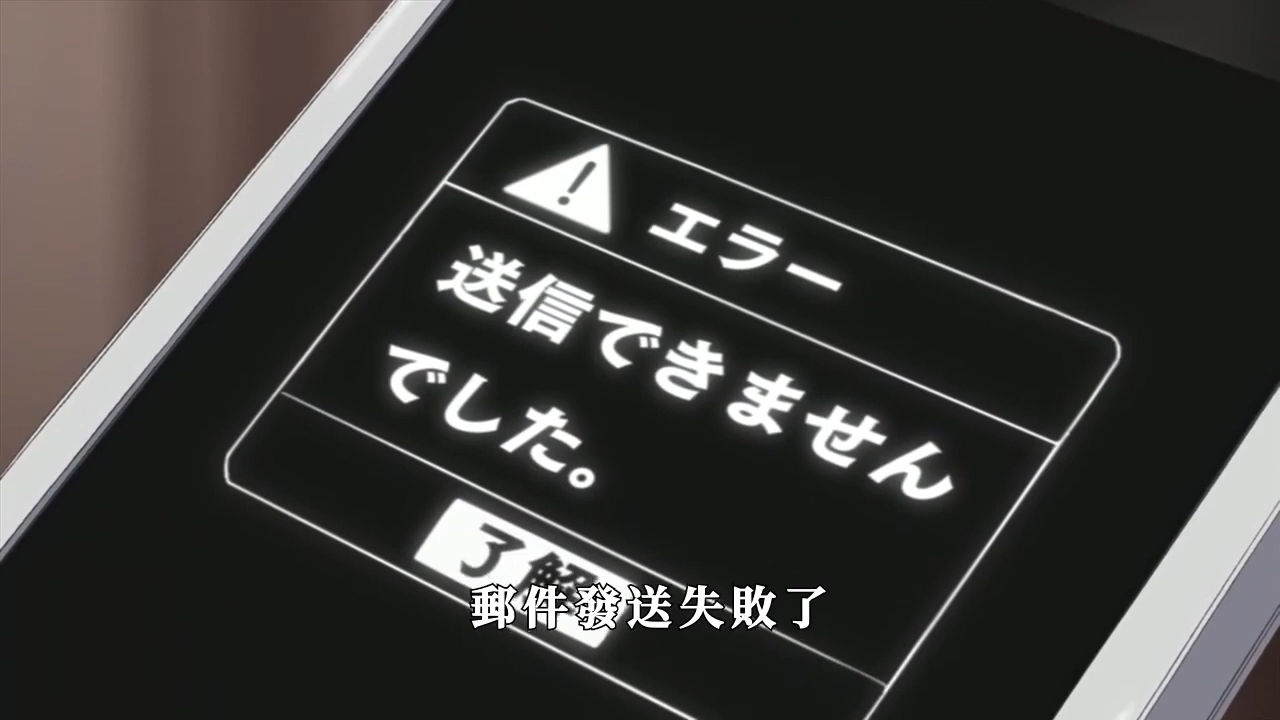 エラー
送信できません
でした。
了解
郵件發送失敗了